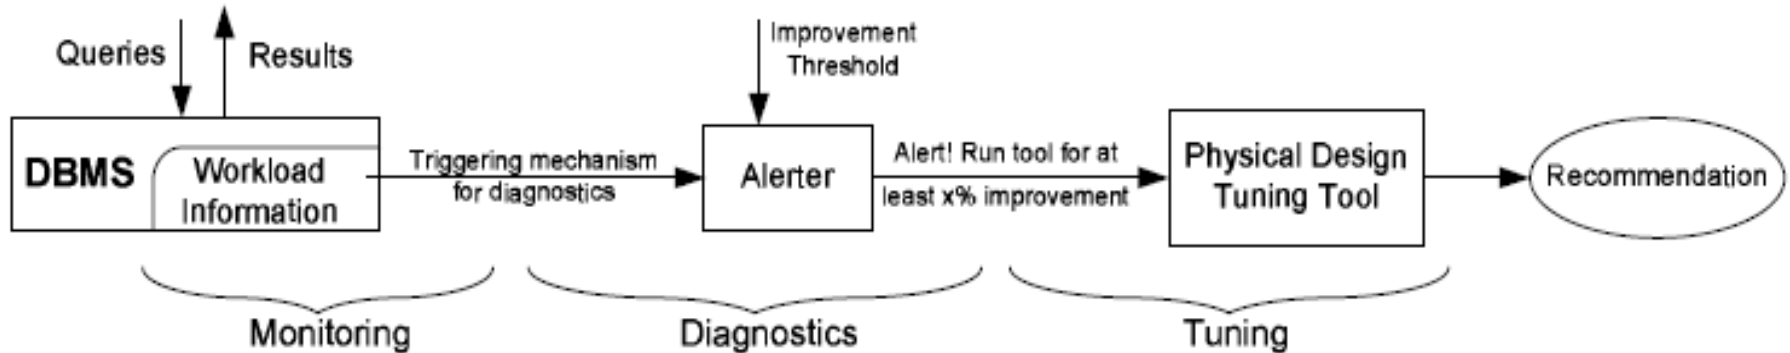 Queries
Results
Improvement
Threshold
DBMS
Workload
Information
Triggering mechanism
for diagnostics
Alerter
Alert! Run tool for at
least x% improvement
Physical Design
Tuning Tool
Recommendation
Monitoring
Diagnostics
Tuning